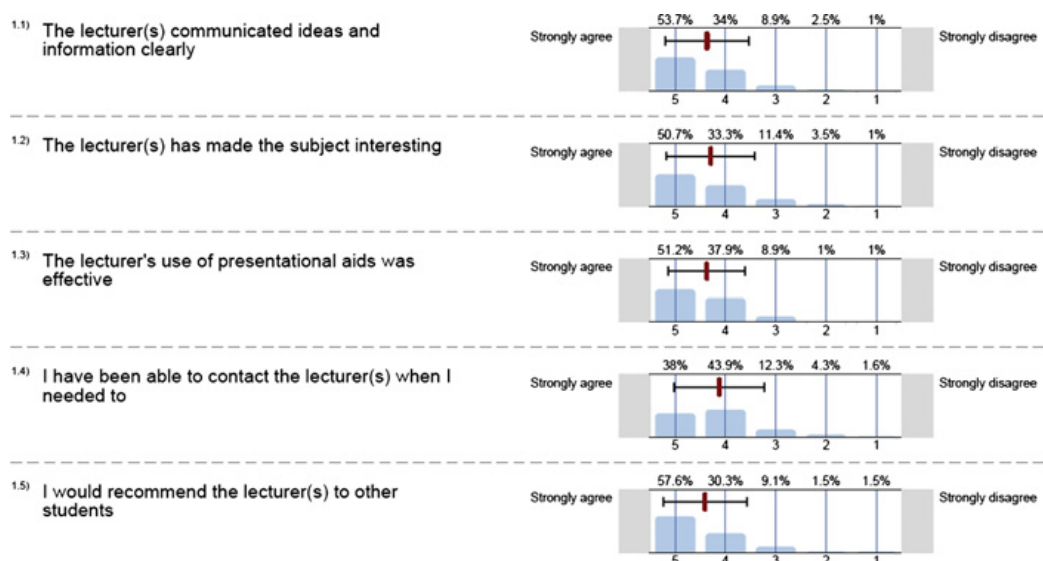 53.7% 34% 8.9% 2.5% 1%
1.1) The lecturer(s) communicated ideas and
information clearly
Strongly agree
Strongly disagree
5 4 3 2 1
50.7% 33.3% 11.4% 3.5% 1%
1.2) The lecturer(s) has made the subject interesting
Strongly agree
Strongly disagree
5 4 3 2 1
51.2% 37.9% 8.9% 1% 1%
1.3) The lecturer's use of presentational aids was
effective
Strongly agree
Strongly disagree
5 4 3 2 1
38% 43.9% 12.3% 4.3% 1.6%
1.4) I have been able to contact the lecturer(s) when I
needed to
Strongly agree
Strongly disagree
5 4 3 2 1
57.6% 30.3% 9.1% 1.5% 1.5%
1.5) I would recommend the lecturer(s) to other
students
Strongly agree
Strongly disagree
5 4 3 2 1